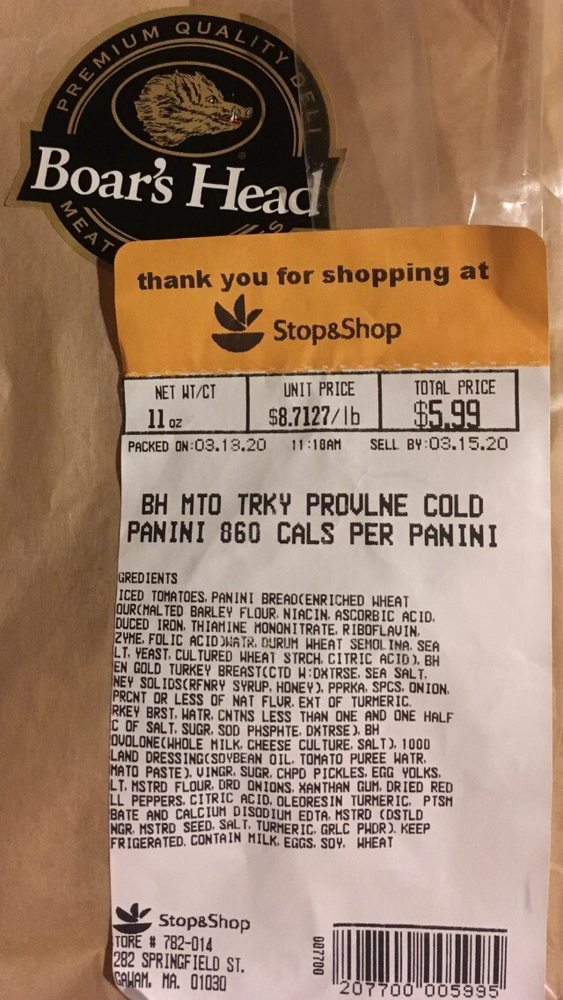 PREMIUM QUALITY DELI
Boar's Head
®
MEAT
thank you for shopping at
Stop&Shop
NET WT/CT UNIT PRICE TOTAL PRICE
11 oz $8.7127/lb $5.99
PACKED ON:03.13.20 11:18AM SELL BY:03.15.20
BH MTO TRKY PROVLNE COLD
PANINI 860 CALS PER PANINI
GREDIENTS
ICED TOMATOES, PANINI BREAD(ENRICHED WHEAT
OUR(MALTED BARLEY FLOUR, NIACIN, ASCORBIC ACID,
DUCED IRON, THIAMINE MONONITRATE, RIBOFLAVIN,
ZYME, FOLIC ACID)WATR, DURUM WHEAT SEMOLINA, SEA
LT, YEAST, CULTURED WHEAT STRCH, CITRIC ACID), BH
EN GOLD TURKEY BREAST(CTD W:DXTRSE, SEA SALT,
NEY SOLIDS(RFNRY SYRUP, HONEY), PPRKA, SPCS, ONION,
PRCNT OR LESS OF NAT FLVR, EXT OF TURMERIC,
RKEY BRST, WATR, CNTNS LESS THAN ONE AND ONE HALF
C OF SALT, SUGR, SOD PHSPHTE, DXTRSE), BH
OVOLONE(WHOLE MILK, CHEESE CULTURE, SALT), 1000
LAND DRESSING(SOYBEAN OIL, TOMATO PUREE WATR,
MATO PASTE), VINGR, SUGR, CHPD PICKLES, EGG YOLKS,
LT, MSTRD FLOUR, DRD ONIONS, XANTHAN GUM, DRIED RED
LL PEPPERS, CITRIC ACID, OLEORESIN TURMERIC, PTSM
BATE AND CALCIUM DISODIUM EDTA, MSTRD (DSTLD
NGR, MSTRD SEED, SALT, TURMERIC, GRLC PWDR). KEEP
FRIGERATED. CONTAIN MILK, EGGS, SOY, WHEAT
Stop&Shop
TORE # 782-014
282 SPRINGFIELD ST.
GAWAM, MA. 01030
007700
207700 005995